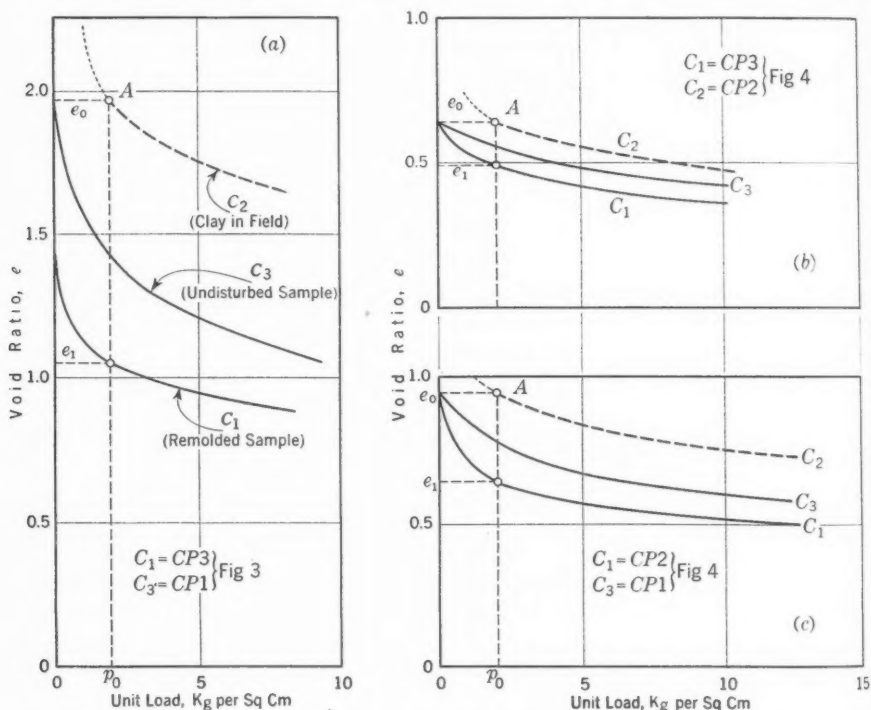 (a)
2.0
A
e₀
C₂
(Clay in Field)
1.5
C₃
(Undisturbed Sample)
e₁
1.0
C₁
(Remolded Sample)
0.5
C₁ = CP3
C₃ = CP1
} Fig 3
0
0
p₀
5
10
Void Ratio, e
Unit Load, Kg per Sq Cm
1.0
C₁ = CP3
C₂ = CP2
} Fig 4
e₀
A
C₂
0.5
e₁
C₃
C₁
(b)
0
Void Ratio, e
1.0
e₀
A
C₂
e₁
C₃
0.5
C₁
C₁ = CP2
C₃ = CP1
} Fig 4
(c)
0
0
p₀
5
10
15
Unit Load, Kg per Sq Cm